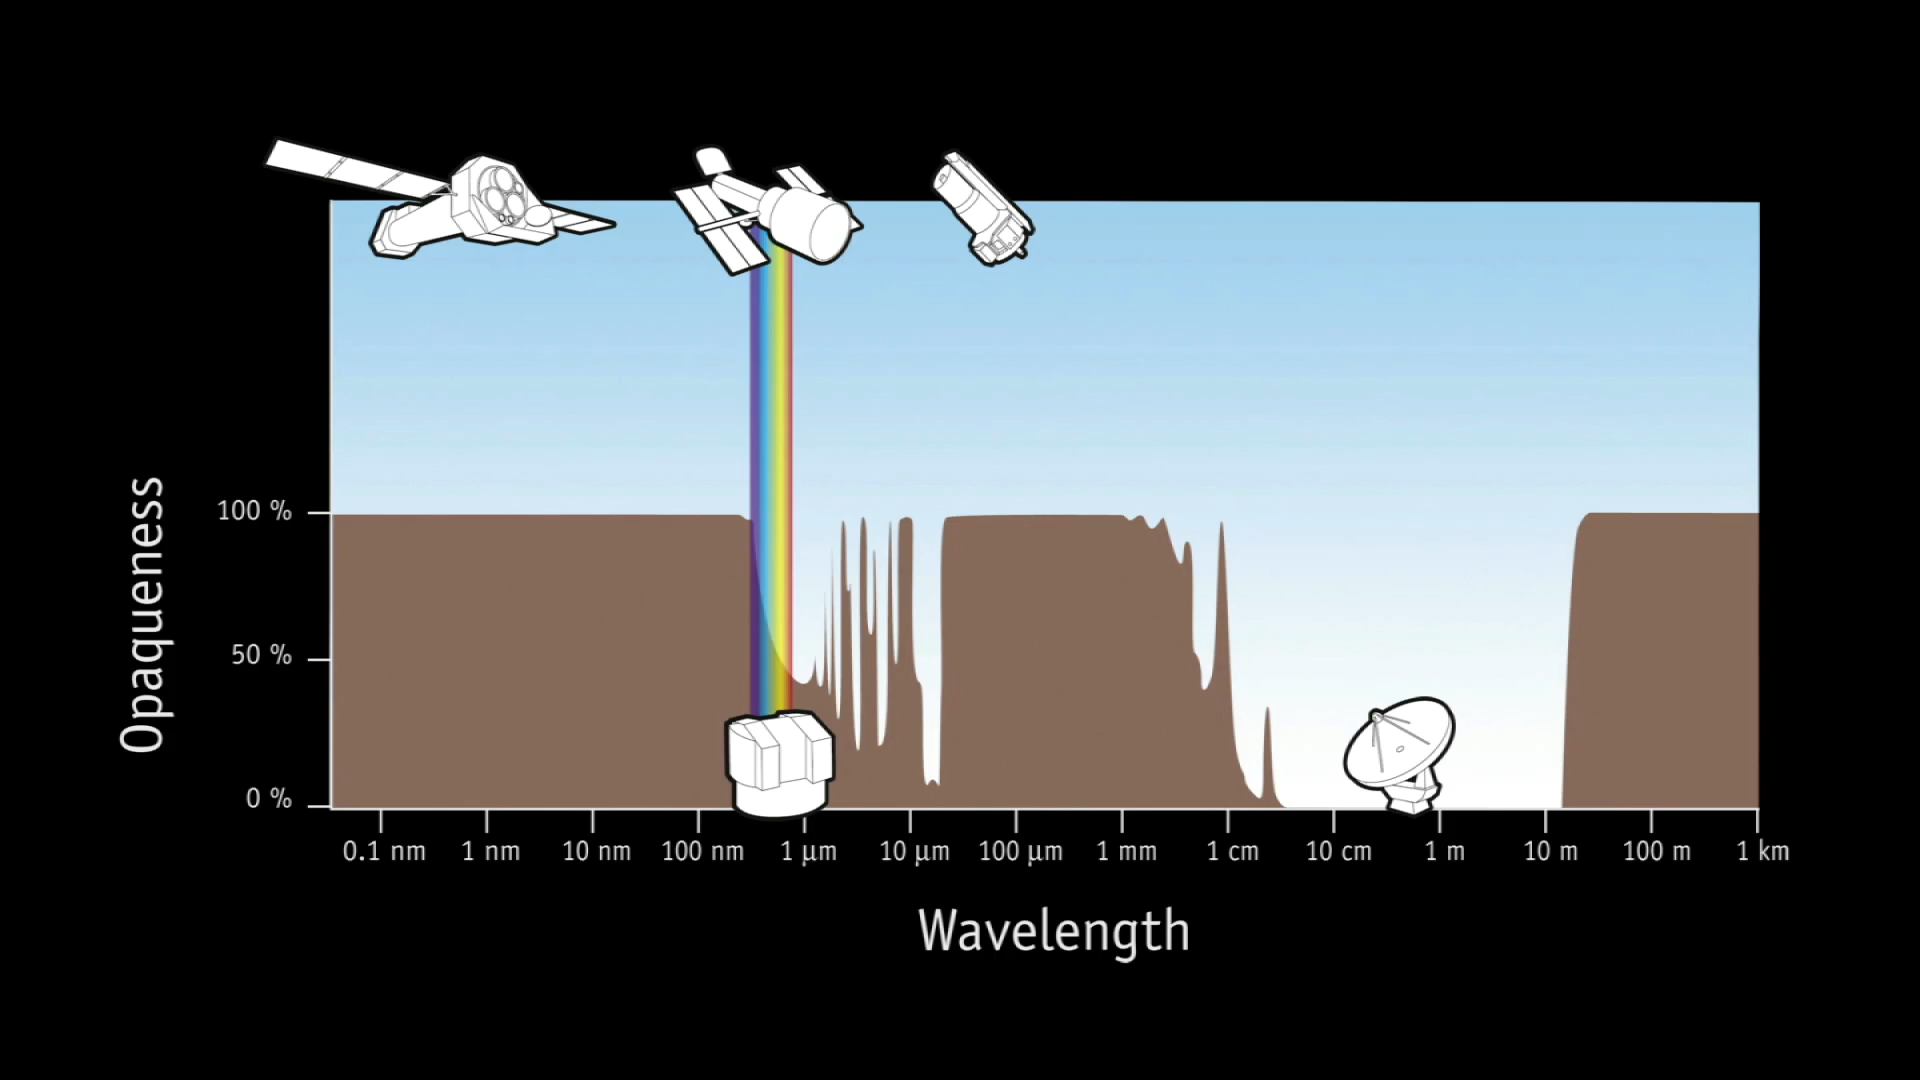 Opaqueness
100 %
50 %
0 %
0.1 nm 1 nm 10 nm 100 nm 1 µm 10 µm 100 µm 1 mm 1 cm 10 cm 1 m 10 m 100 m 1 km
Wavelength